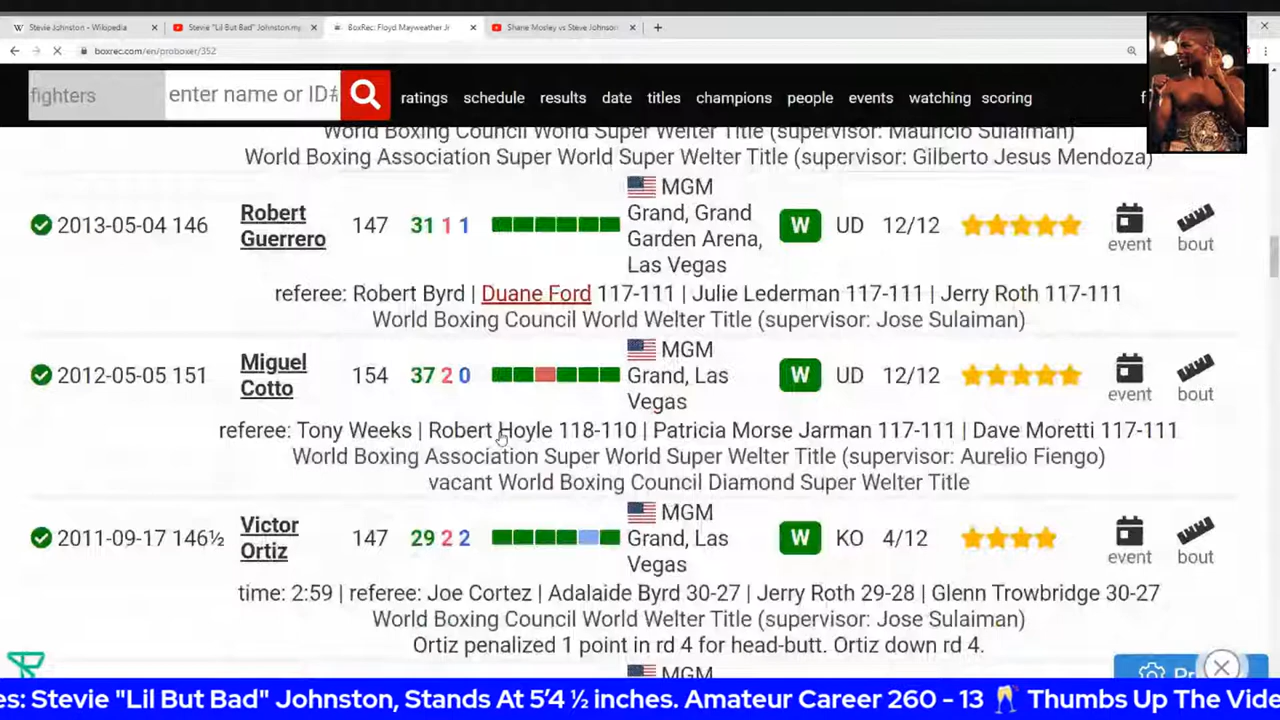 Stevie Johnston - Wikipedia
Stevie "Lil But Bad" Johnston.my
BoxRec: Floyd Mayweather Jr
Shane Mosley vs Steve Johnson
boxrec.com/en/proboxer/352
fighters
enter name or ID#
ratings schedule results date titles champions people events watching scoring f
World Boxing Council World Super Welter Title (supervisor: Mauricio Sulaiman)
World Boxing Association Super World Super Welter Title (supervisor: Gilberto Jesus Mendoza)
2013-05-04 146 Robert Guerrero 147 31 1 1 MGM Grand, Grand Garden Arena, Las Vegas W UD 12/12 event bout
referee: Robert Byrd | Duane Ford 117-111 | Julie Lederman 117-111 | Jerry Roth 117-111
World Boxing Council World Welter Title (supervisor: Jose Sulaiman)
2012-05-05 151 Miguel Cotto 154 37 2 0 MGM Grand, Las Vegas W UD 12/12 event bout
referee: Tony Weeks | Robert Hoyle 118-110 | Patricia Morse Jarman 117-111 | Dave Moretti 117-111
World Boxing Association Super World Super Welter Title (supervisor: Aurelio Fiengo)
vacant World Boxing Council Diamond Super Welter Title
2011-09-17 146½ Victor Ortiz 147 29 2 2 MGM Grand, Las Vegas W KO 4/12 event bout
time: 2:59 | referee: Joe Cortez | Adalaide Byrd 30-27 | Jerry Roth 29-28 | Glenn Trowbridge 30-27
World Boxing Council World Welter Title (supervisor: Jose Sulaiman)
Ortiz penalized 1 point in rd 4 for head-butt. Ortiz down rd 4.
MGM
es: Stevie "Lil But Bad" Johnston, Stands At 5'4 ½ inches. Amateur Career 260 - 13 🥂 Thumbs Up The Vide